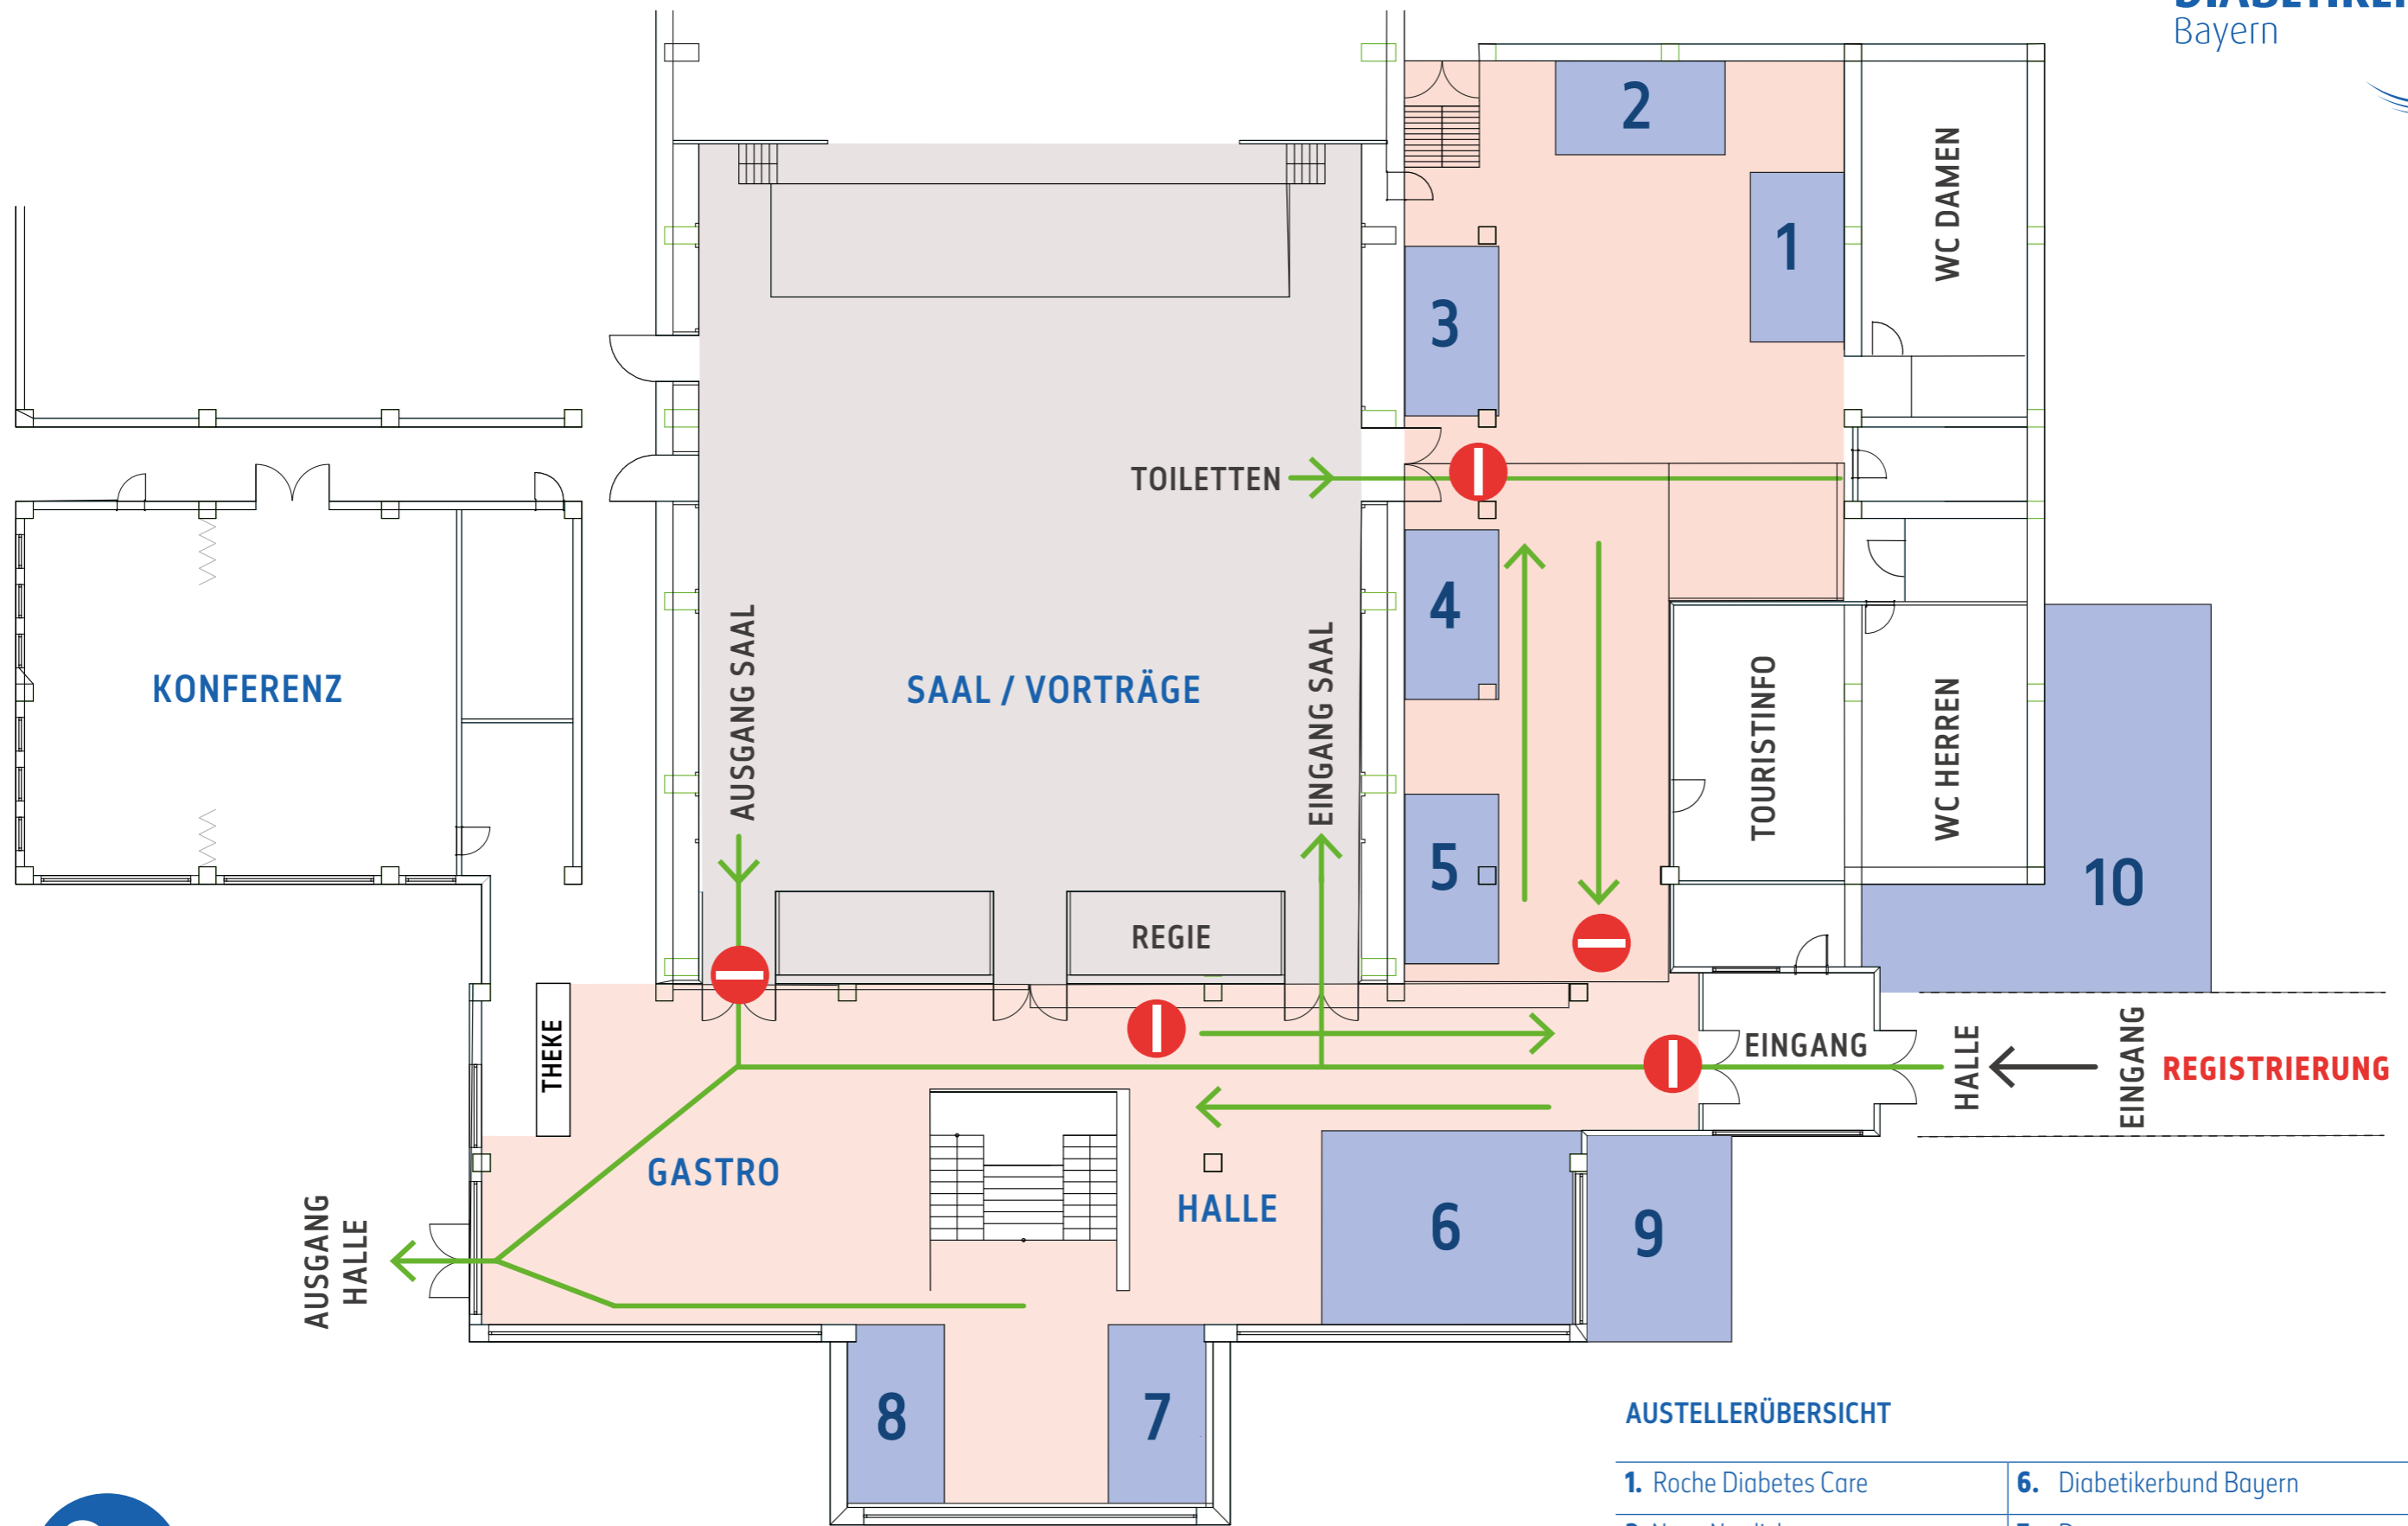 Bayern
2
1
WC DAMEN
3
TOILETTEN
4
KONFERENZ
SAAL / VORTRÄGE
AUSGANG SAAL
EINGANG SAAL
TOURISTINFO
WC HERREN
5
10
REGIE
THEKE
EINGANG
HALLE
EINGANG
REGISTRIERUNG
GASTRO
HALLE
6
9
AUSGANG
HALLE
8
7
AUSTELLERÜBERSICHT
1. Roche Diabetes Care
6. Diabetikerbund Bayern